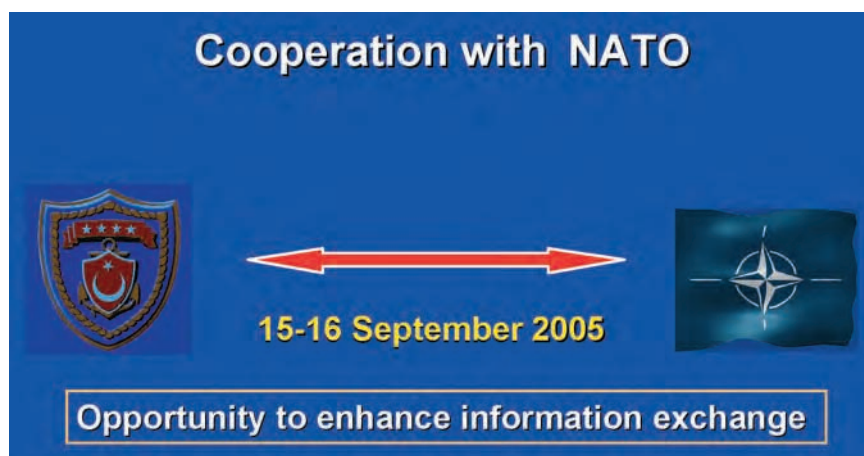 Cooperation with NATO
15-16 September 2005
Opportunity to enhance information exchange